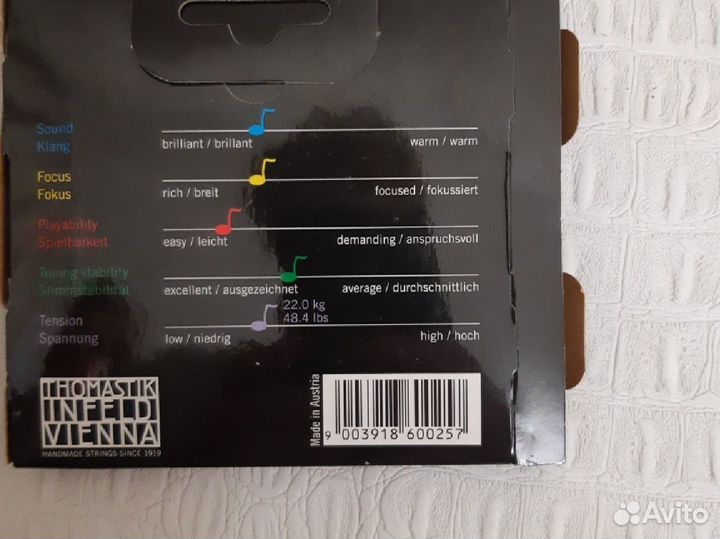 Sound
Klang
brilliant / brillant warm / warm
Focus
Fokus
rich / breit focused / fokussiert
Playability
Spielbarkeit
easy / leicht demanding / anspruchsvoll
Tuning stability
Stimmstabilität
excellent / ausgezeichnet average / durchschnittlich
22.0 kg
48.4 lbs
Tension
Spannung
low / niedrig high / hoch
THOMASTIK
INFELD
VIENNA
HANDMADE STRINGS SINCE 1919
Made in Austria
9 003918 600257
Avito